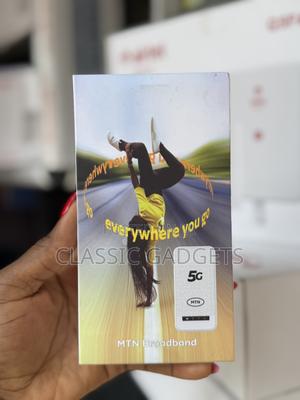 everywhere you go
CLASSIC GADGETS
5G
MTN
MTN Broadband